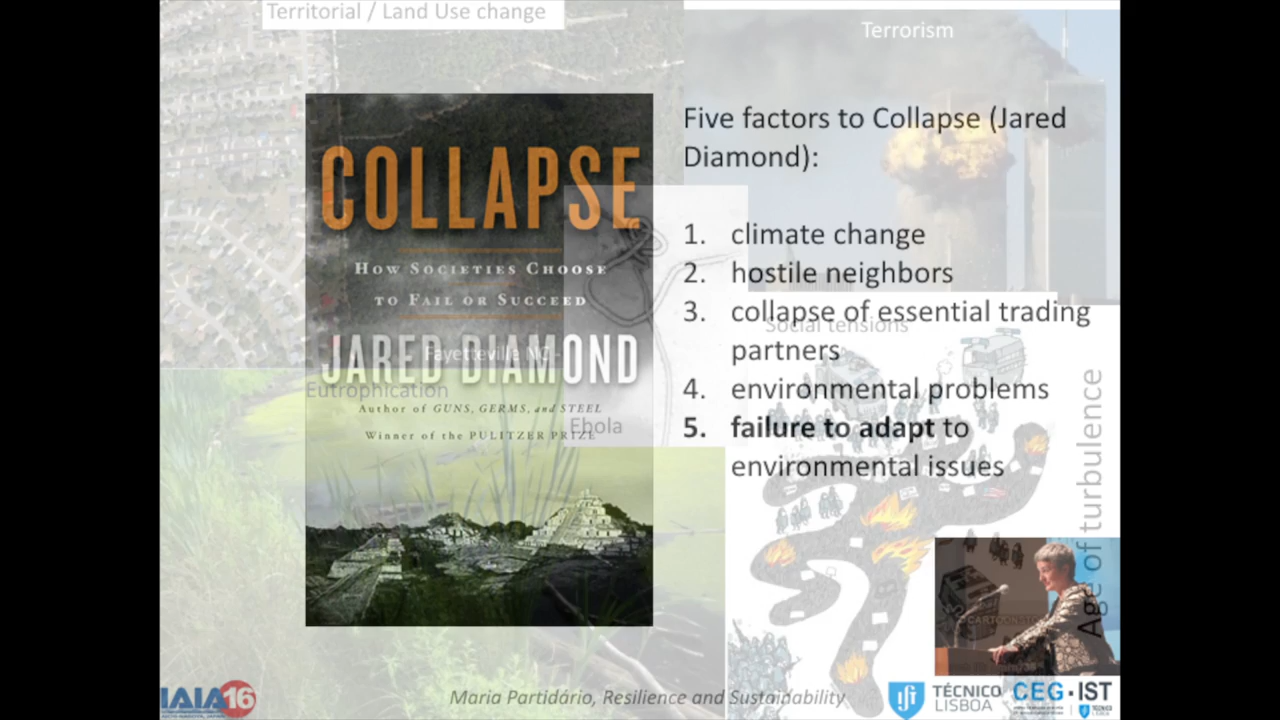 Territorial / Land Use change
Terrorism
COLLAPSE
HOW SOCIETIES CHOOSE
TO FAIL OR SUCCEED
JARED DIAMOND
Fayetteville NC -
Author of GUNS, GERMS, and STEEL
Winner of the PULITZER PRIZE
Eutrophication
Ebola
Five factors to Collapse (Jared
Diamond):
1. climate change
2. hostile neighbors
3. collapse of essential trading
partners
4. environmental problems
5. failure to adapt to
environmental issues
Social tensions
Age of turbulence
IAIA16
Maria Partidário, Resilience and Sustainability
TÉCNICO
LISBOA
CEG·IST
TÉCNICO